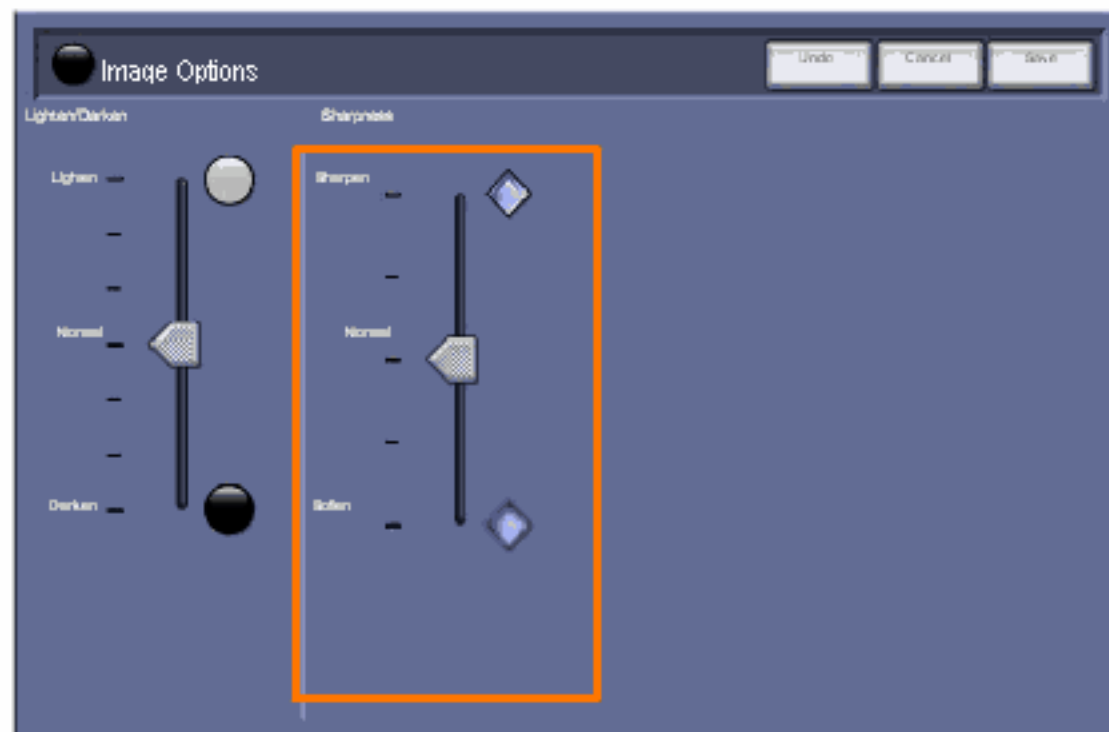 Image Options
Undo
Cancel
Save
Lighten/Darken
Sharpness
Lighten
Normal
Darken
Sharpen
Normal
Soften